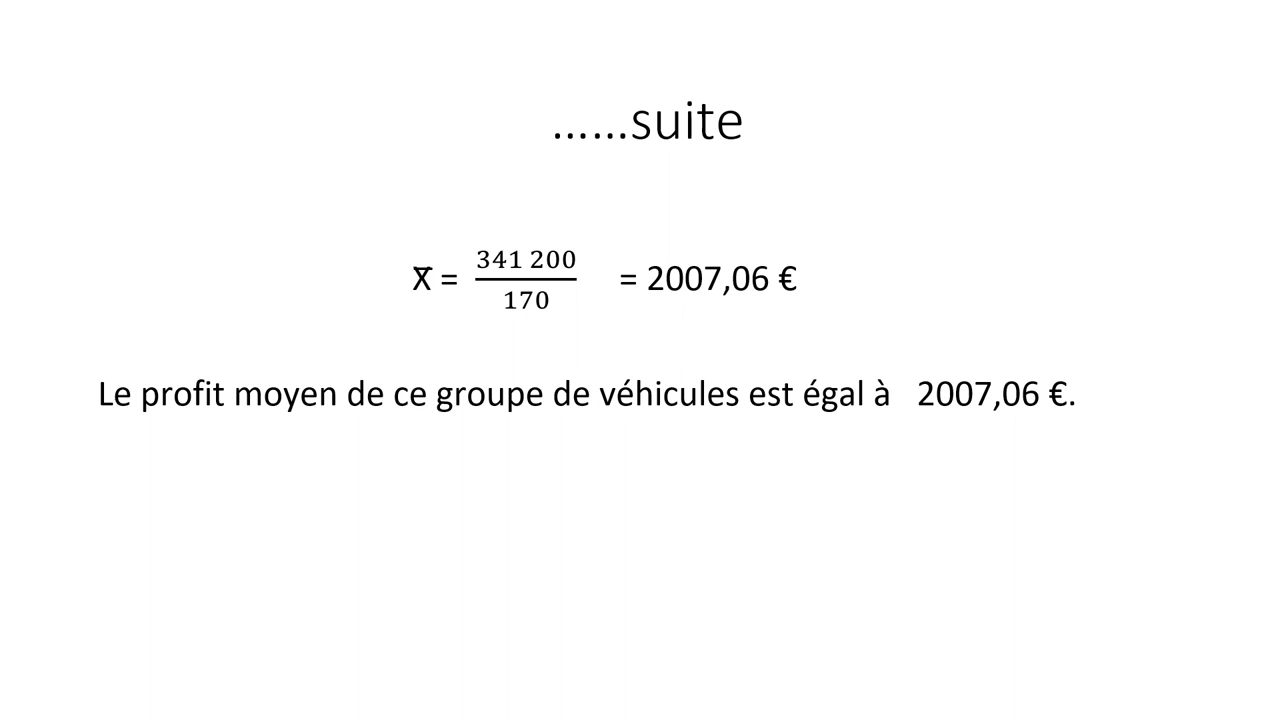 ......suite
X̅ = 341 200 / 170 = 2007,06 €
Le profit moyen de ce groupe de véhicules est égal à 2007,06 €.